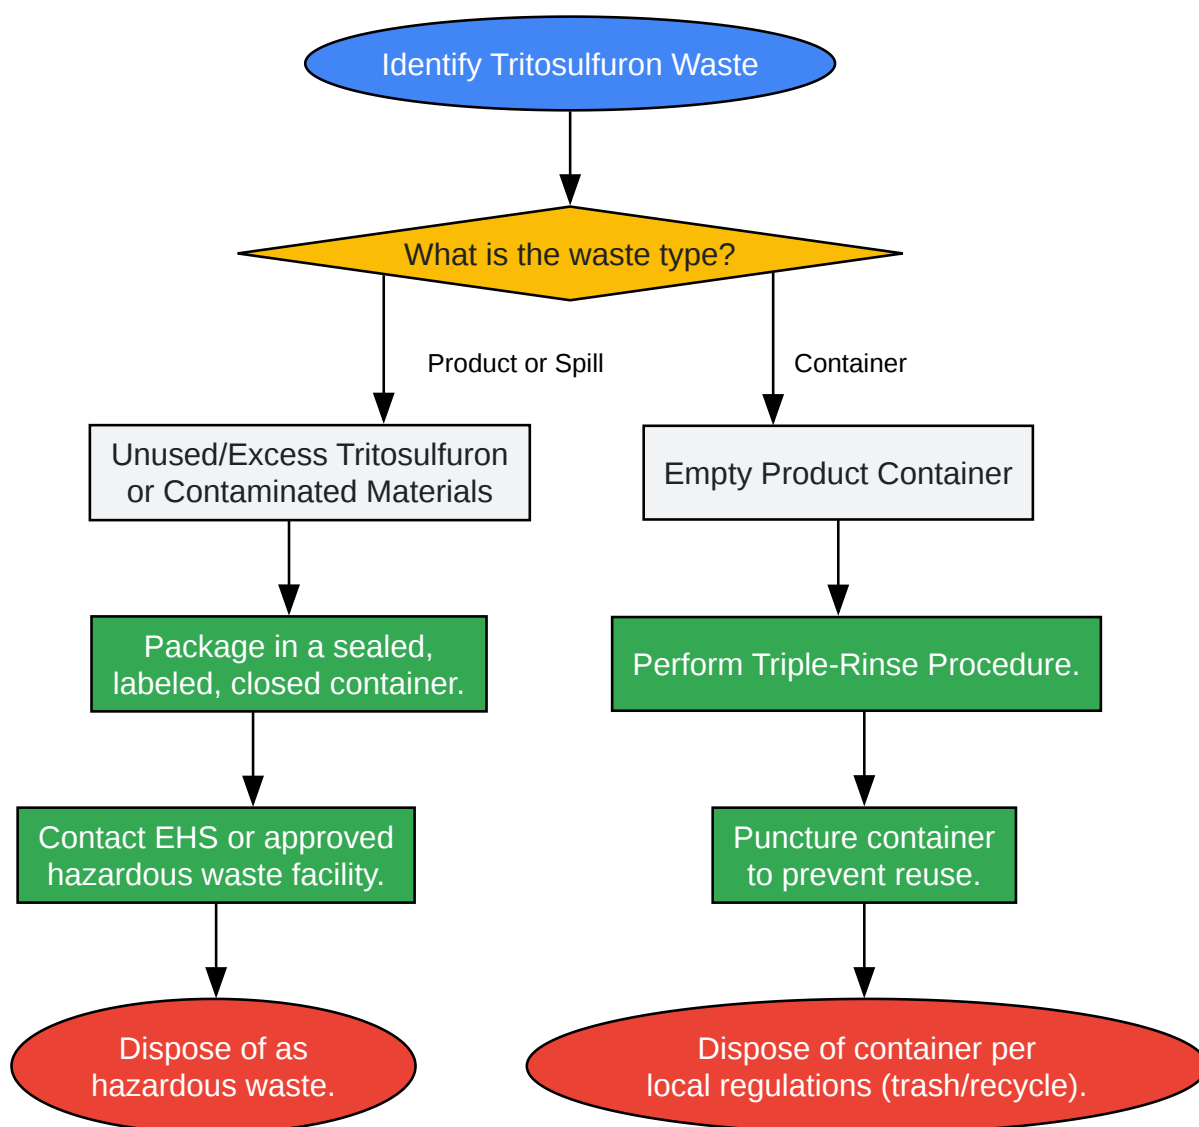 Identify Tritosulfuron Waste
What is the waste type?
Product or Spill
Container
Unused/Excess Tritosulfuron
or Contaminated Materials
Empty Product Container
Package in a sealed,
labeled, closed container.
Perform Triple-Rinse Procedure.
Contact EHS or approved
hazardous waste facility.
Puncture container
to prevent reuse.
Dispose of as
hazardous waste.
Dispose of container per
local regulations (trash/recycle).